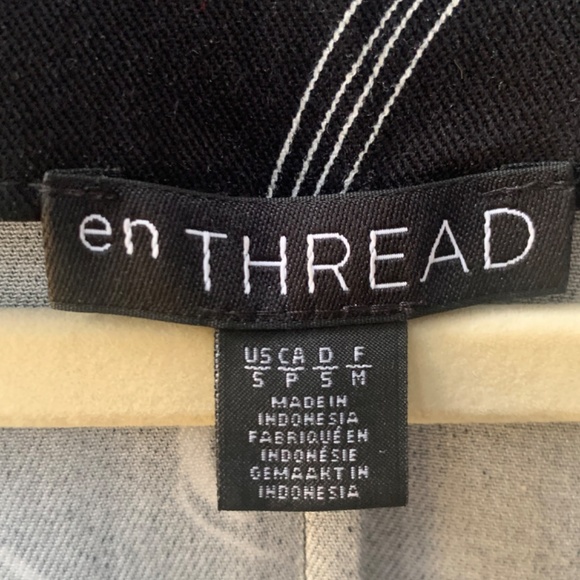 en THREAD
US CA D F
S P S M
MADE IN
INDONESIA
FABRIQUÉ EN
INDONÉSIE
GEMAAKT IN
INDONESIA